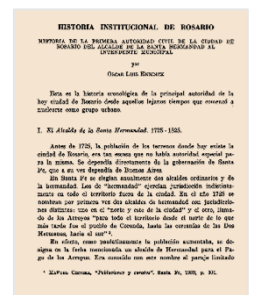 HISTORIA INSTITUCIONAL DE ROSARIO
HISTORIA DE LA PRIMERA AUTORIDAD CIVIL DE LA CIUDAD DE
ROSARIO DEL ALCALDE DE LA SANTA HERMANDAD AL
INTENDENTE MUNICIPAL
por
OSCAR LUIS ENSINCK
Esta es la historia cronológica de la principal autoridad de la
hoy ciudad de Rosario desde aquellos lejanos tiempos que comenzó a
nuclearse como grupo urbano.
I. El Alcalde de la Santa Hermandad. 1725-1826.
Antes de 1725, la población de los terrenos donde hoy existe la
ciudad de Rosario, era tan escasa que no había autoridad especial pa-
ra la misma. Se dependía directamente de la gobernación de Santa
Fe, que a su vez dependía de Buenos Aires.
En Santa Fe se elegían anualmente dos alcaldes ordinarios y de
la hermandad. Los de "hermandad" ejercían jurisdicción indistinta-
mente en todo el territorio fuera de la ciudad. En el año 1725 se
nombran por primera vez dos alcaldes de hermandad con jurisdiccio-
nes distintas: uno en el "norte y este de la ciudad" y el otro, llama-
do de los Arroyos "para todo el territorio desde el norte de lo que
más tarde fue el pueblo de Coronda, hasta las cercanías de las Dos
Hermanas, hacia el sur" ¹.
En efecto, como paulatinamente la población aumentaba, se de-
signa en la fecha mencionada un alcalde de Hermandad para el Pa-
go de los Arroyos. Era conocido con este nombre el paraje limitado